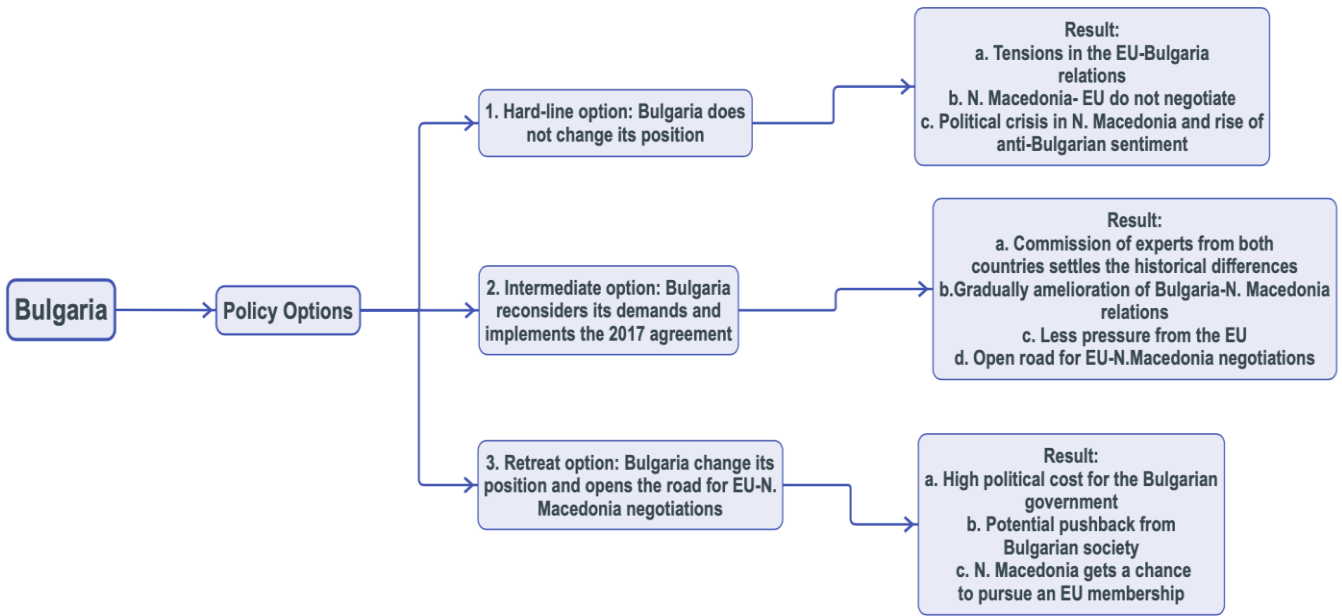 Bulgaria
Policy Options
1. Hard-line option: Bulgaria does
not change its position
Result:
a. Tensions in the EU-Bulgaria
relations
b. N. Macedonia- EU do not negotiate
c. Political crisis in N. Macedonia and rise of
anti-Bulgarian sentiment
2. Intermediate option: Bulgaria
reconsiders its demands and
implements the 2017 agreement
Result:
a. Commission of experts from both
countries settles the historical differences
b.Gradually amelioration of Bulgaria-N. Macedonia
relations
c. Less pressure from the EU
d. Open road for EU-N.Macedonia negotiations
3. Retreat option: Bulgaria change its
position and opens the road for EU-N.
Macedonia negotiations
Result:
a. High political cost for the Bulgarian
government
b. Potential pushback from
Bulgarian society
c. N. Macedonia gets a chance
to pursue an EU membership